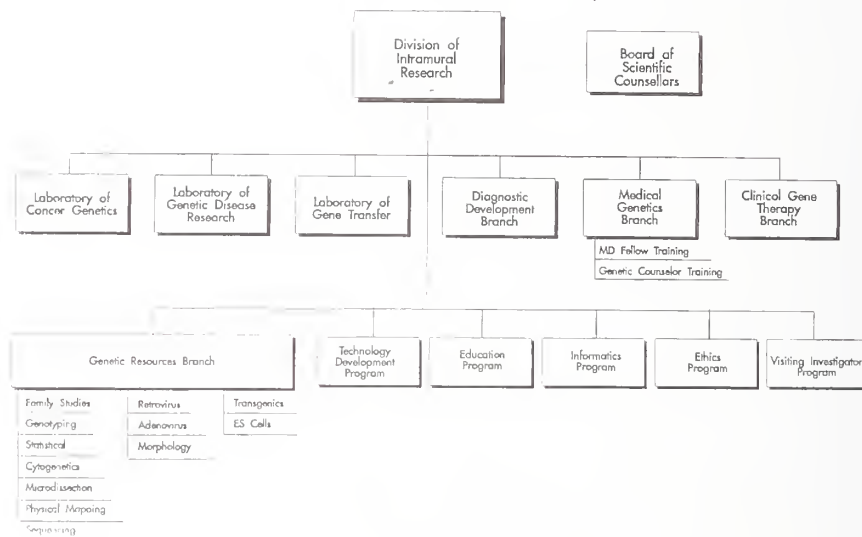 Division of
Intramural
Research
Board of
Scientific
Counsellors
Laboratory of
Cancer Genetics
Laboratory of
Genetic Disease
Research
Laboratory of
Gene Transfer
Diagnostic
Development
Branch
Medical
Genetics
Branch
Clinical Gene
Therapy
Branch
MD Fellow Training
Genetic Counselor Training
Genetic Resources Branch
Technology
Development
Program
Education
Program
Informatics
Program
Ethics
Program
Visiting Investigator
Program
Family Studies
Genotyping
Statistical
Cytogenetics
Microdissection
Physical Mapping
Sequencing
Retrovirus
Adenovirus
Morphology
Transgenics
ES Cells